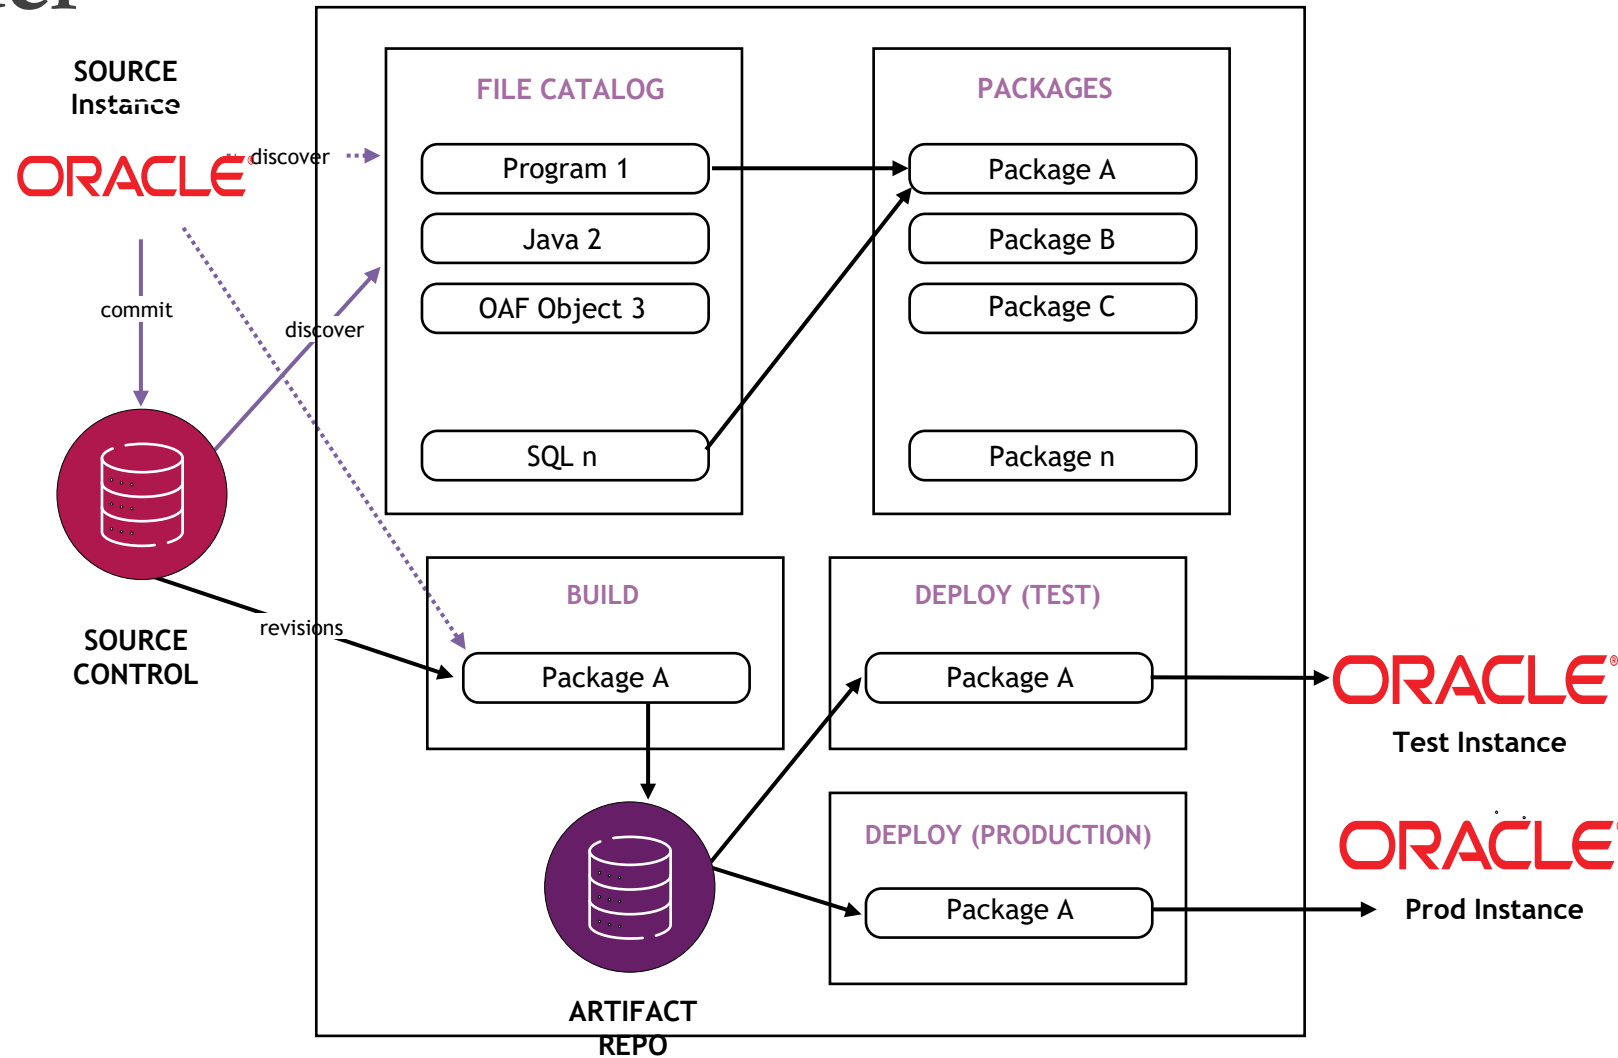 SOURCE
Instance
ORACLE®
discover
commit
discover
SOURCE
CONTROL
revisions
FILE CATALOG
Program 1
Java 2
OAF Object 3
SQL n
PACKAGES
Package A
Package B
Package C
Package n
BUILD
Package A
ARTIFACT
REPO
DEPLOY (TEST)
Package A
DEPLOY (PRODUCTION)
Package A
ORACLE®
Test Instance
ORACLE
Prod Instance